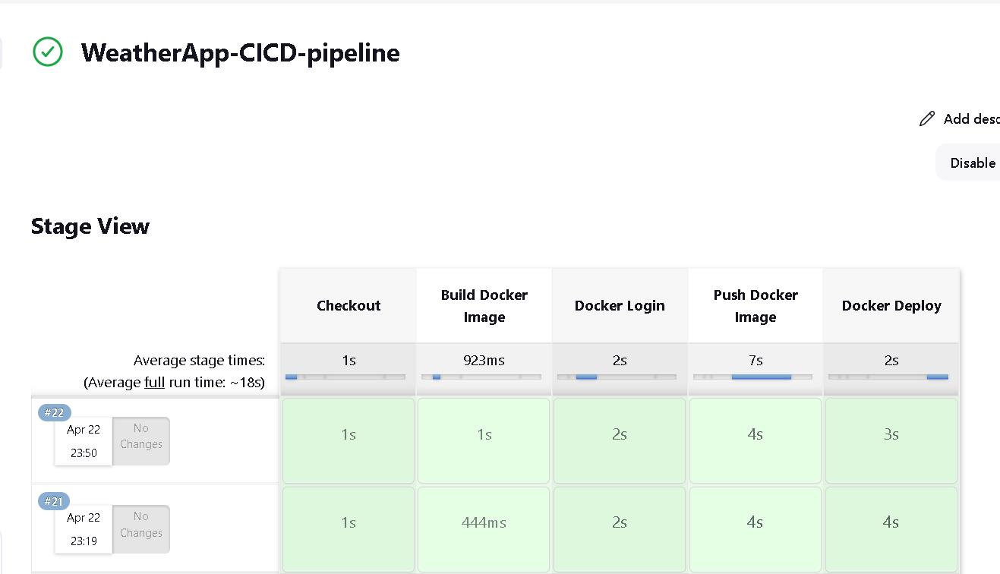 WeatherApp-CICD-pipeline
Add desc
Disable
Stage View
Checkout
Build Docker
Image
Docker Login
Push Docker
Image
Docker Deploy
Average stage times:
(Average full run time: ~18s)
1s
923ms
2s
7s
2s
#22
Apr 22
23:50
No
Changes
1s
1s
2s
4s
3s
#21
Apr 22
23:19
No
Changes
1s
444ms
2s
4s
4s